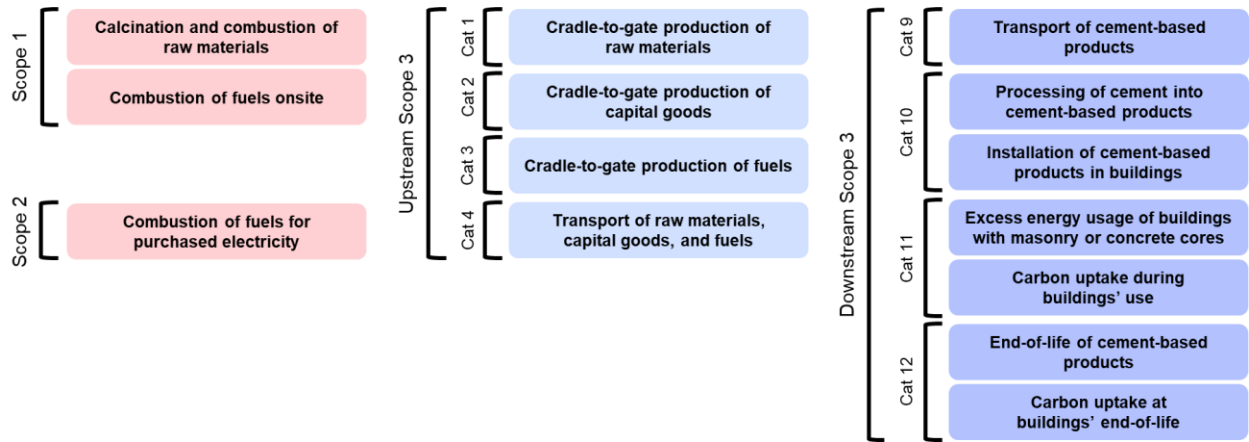 Scope 1
Calcination and combustion of
raw materials
Combustion of fuels onsite
Scope 2
Combustion of fuels for
purchased electricity
Upstream Scope 3
Cat 1
Cradle-to-gate production of
raw materials
Cat 2
Cradle-to-gate production of
capital goods
Cat 3
Cradle-to-gate production of fuels
Cat 4
Transport of raw materials,
capital goods, and fuels
Downstream Scope 3
Cat 9
Transport of cement-based
products
Cat 10
Processing of cement into
cement-based products
Installation of cement-based
products in buildings
Cat 11
Excess energy usage of buildings
with masonry or concrete cores
Carbon uptake during
buildings’ use
Cat 12
End-of-life of cement-based
products
Carbon uptake at
buildings’ end-of-life